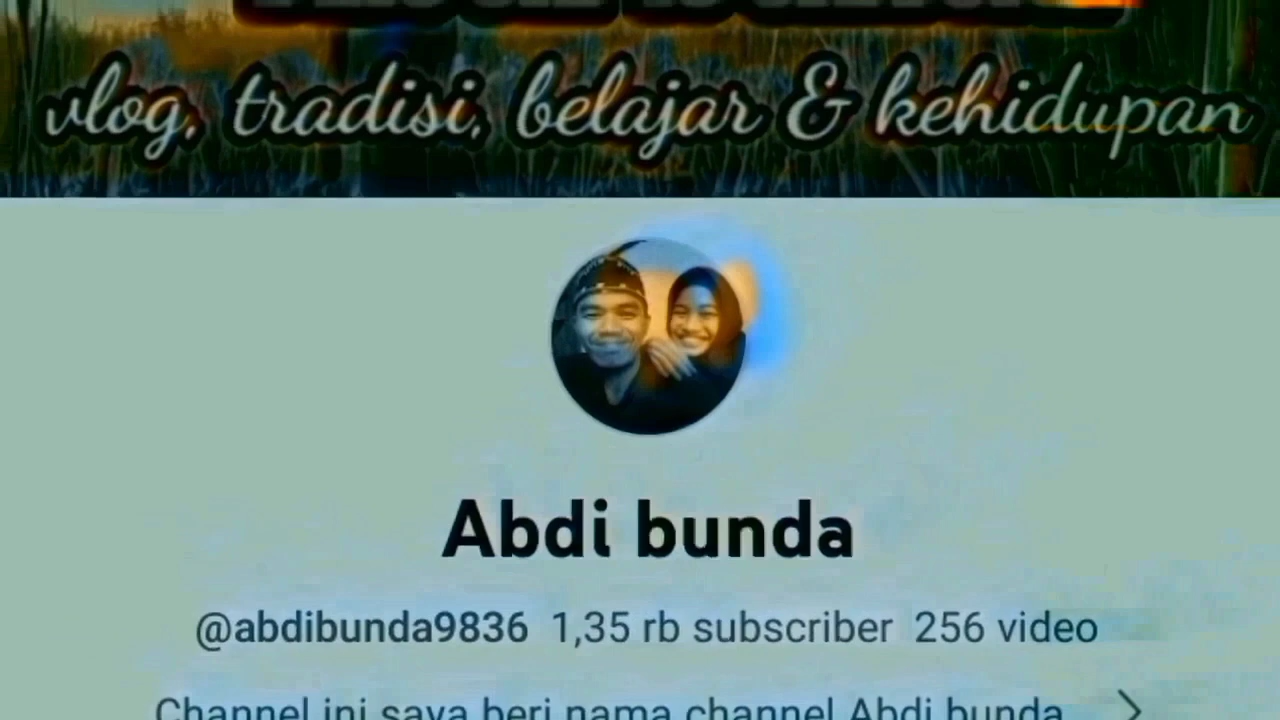 vlog, tradisi, belajar & kehidupan
Abdi bunda
@abdibunda9836 1,35 rb subscriber 256 video
Channel ini saya beri nama channel Abdi bunda